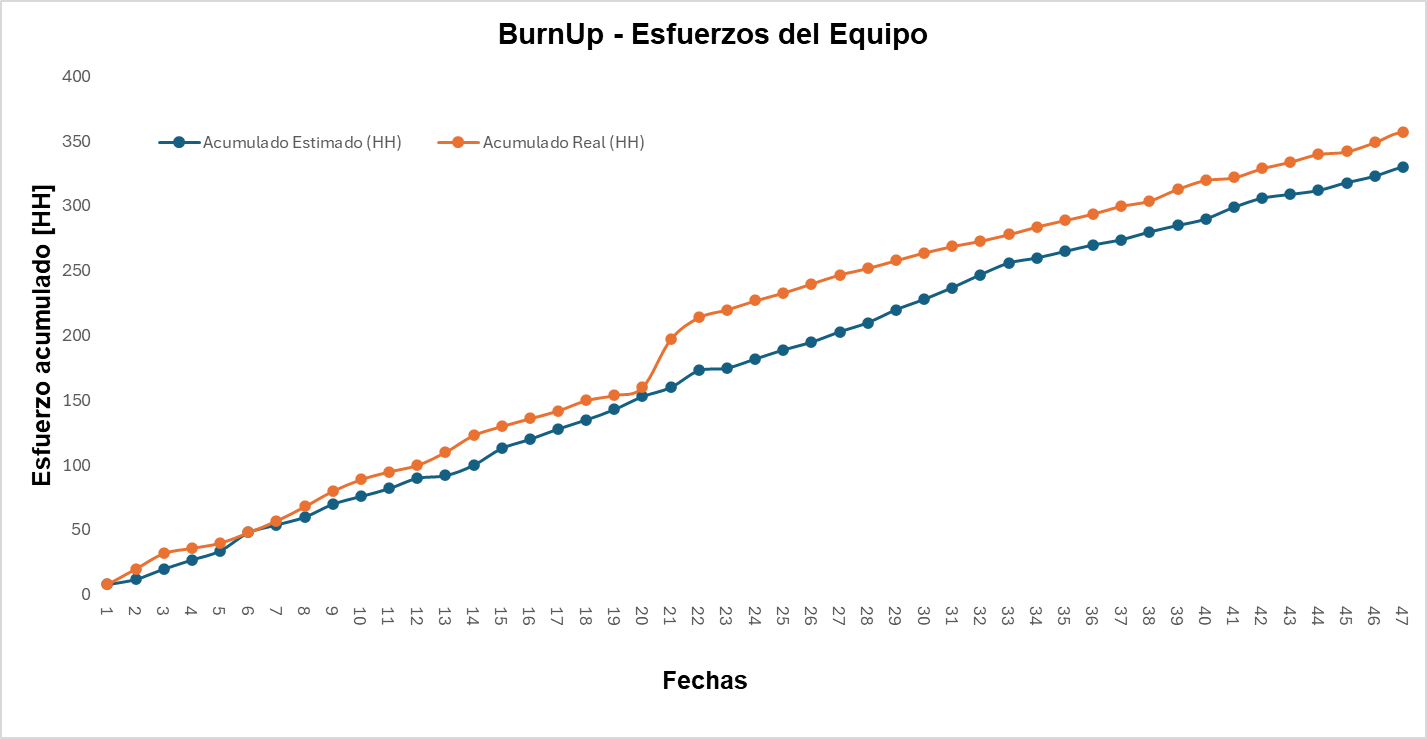 BurnUp - Esfuerzos del Equipo
400
350
300
250
200
150
100
50
0
Acumulado Estimado (HH)
Acumulado Real (HH)
Esfuerzo acumulado [HH]
1 2 3 4 5 6 7 8 9 10 11 12 13 14 15 16 17 18 19 20 21 22 23 24 25 26 27 28 29 30 31 32 33 34 35 36 37 38 39 40 41 42 43 44 45 46 47
Fechas